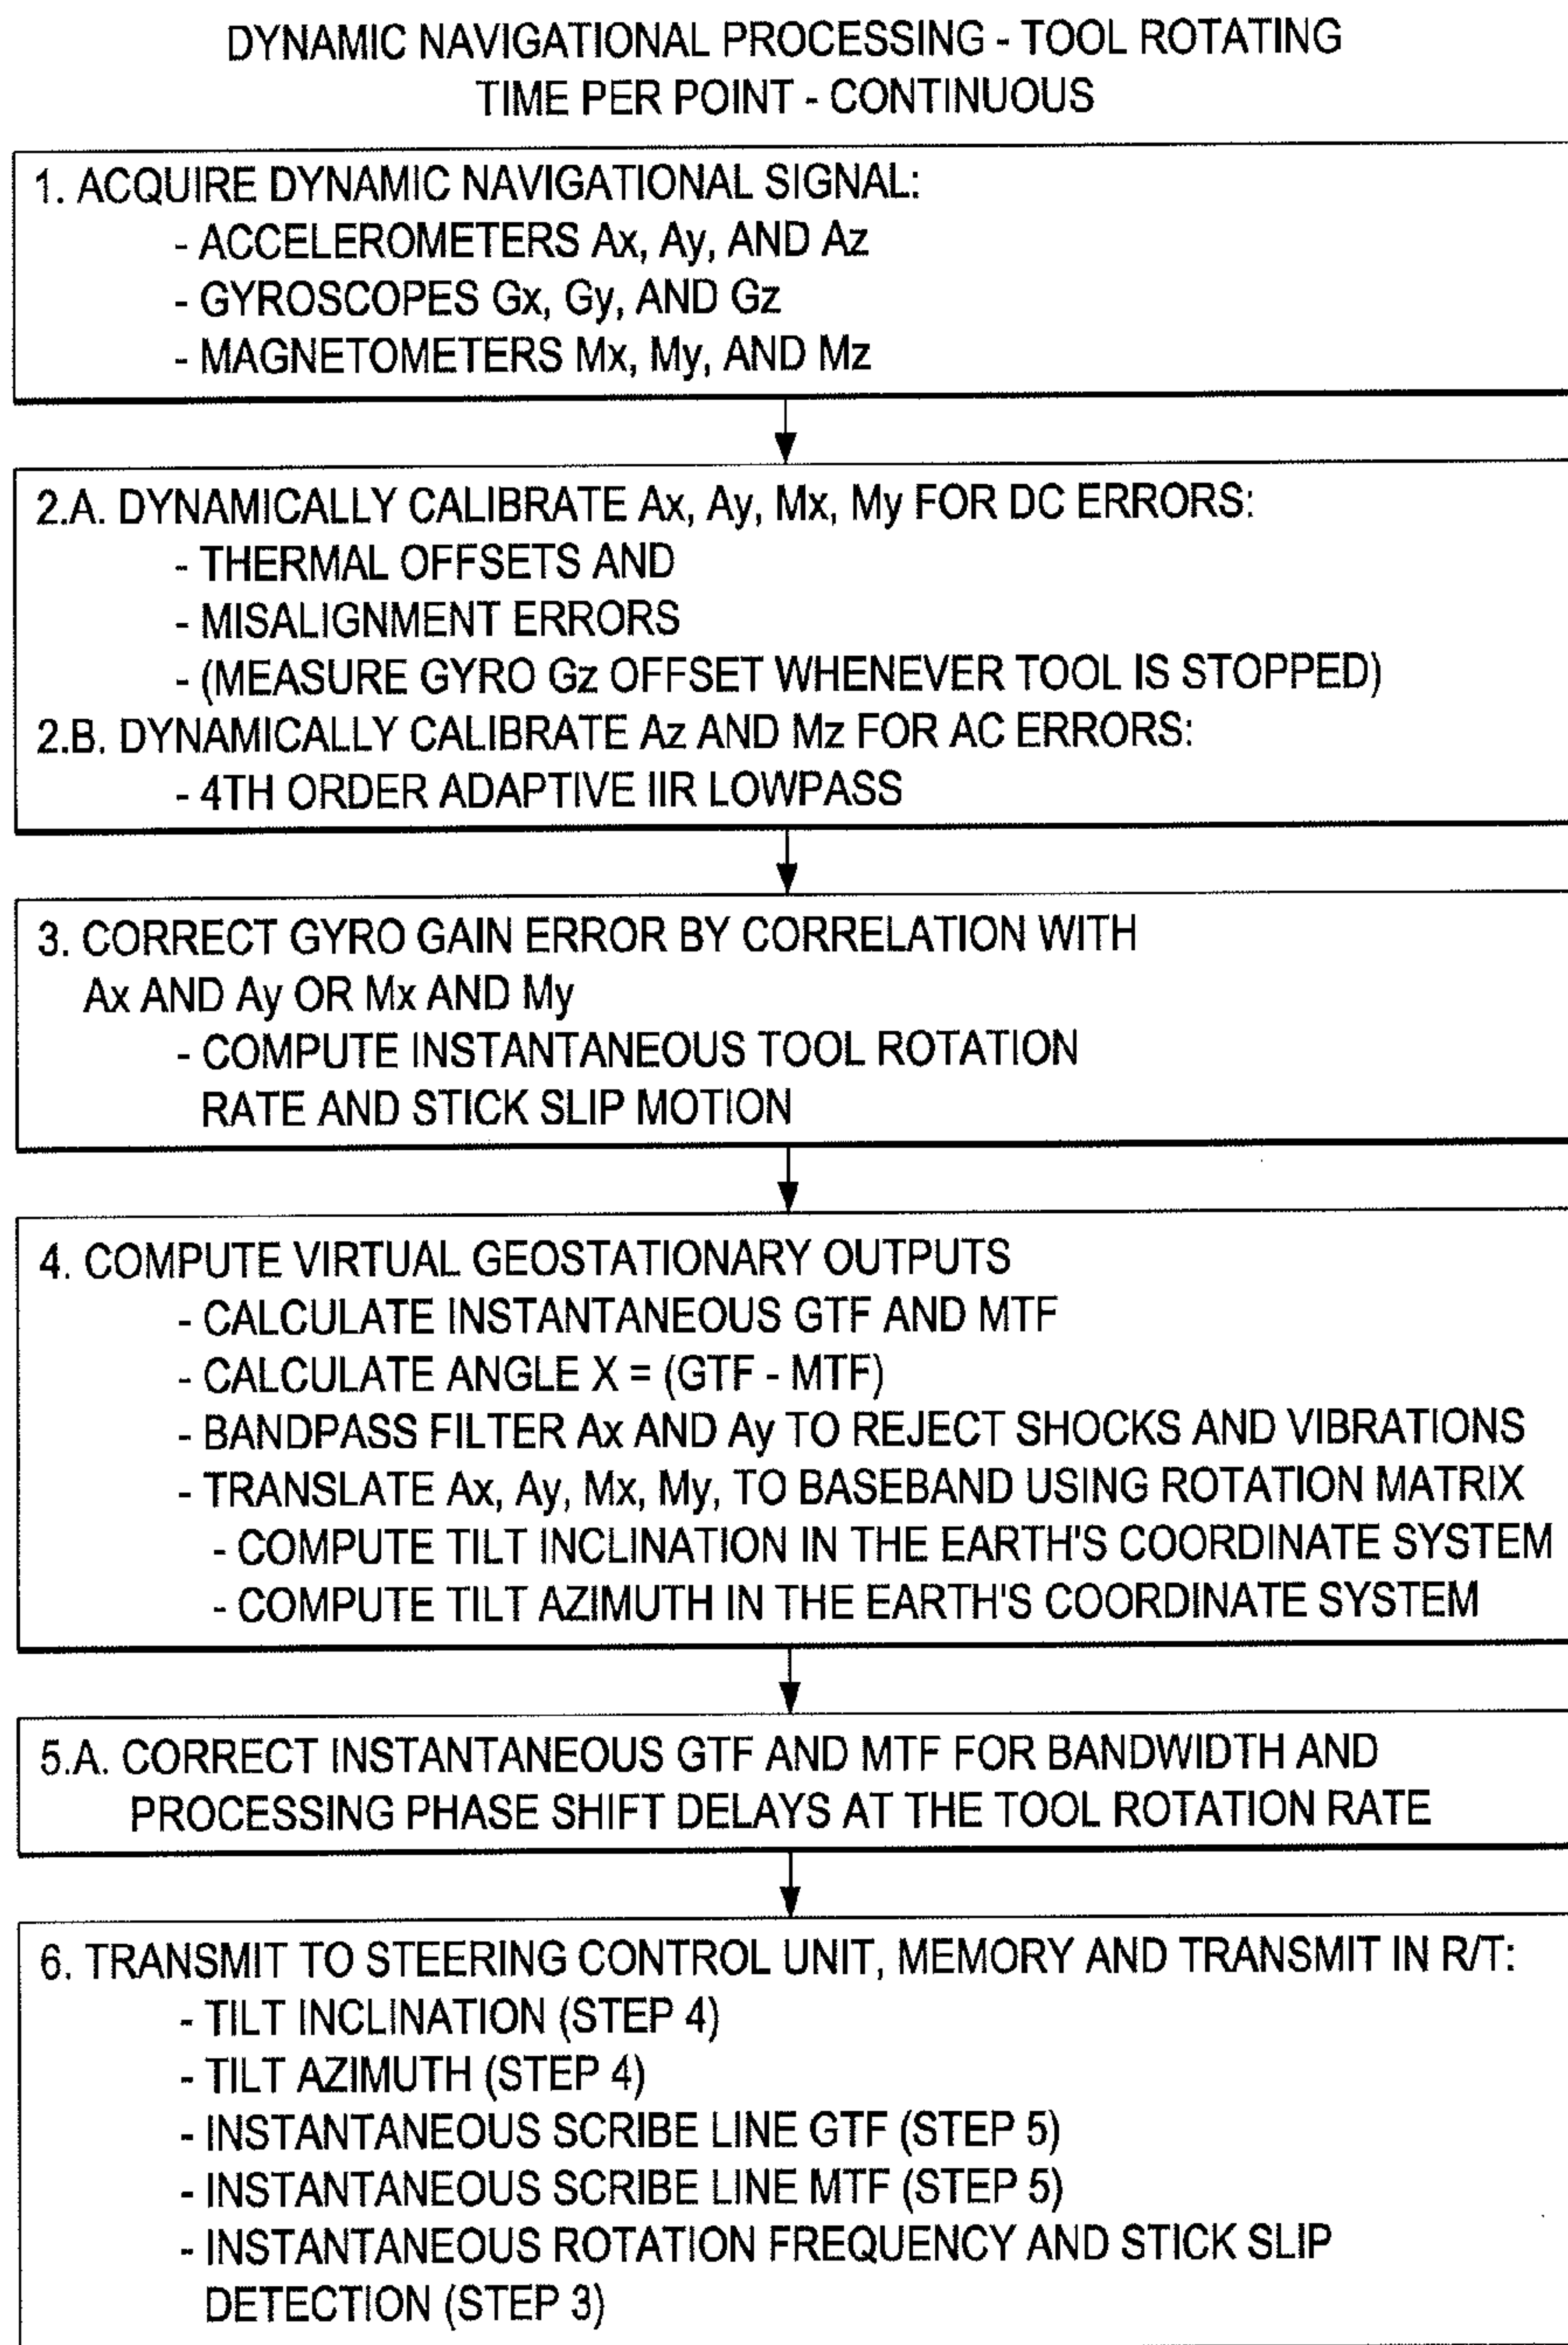 DYNAMIC NAVIGATIONAL PROCESSING - TOOL ROTATING
TIME PER POINT - CONTINUOUS
1. ACQUIRE DYNAMIC NAVIGATIONAL SIGNAL:
- ACCELEROMETERS Ax, Ay, AND Az
- GYROSCOPES Gx, Gy, AND Gz
- MAGNETOMETERS Mx, My, AND Mz
2.A. DYNAMICALLY CALIBRATE Ax, Ay, Mx, My FOR DC ERRORS:
- THERMAL OFFSETS AND
- MISALIGNMENT ERRORS
- (MEASURE GYRO Gz OFFSET WHENEVER TOOL IS STOPPED)
2.B. DYNAMICALLY CALIBRATE Az AND Mz FOR AC ERRORS:
- 4TH ORDER ADAPTIVE IIR LOWPASS
3. CORRECT GYRO GAIN ERROR BY CORRELATION WITH
Ax AND Ay OR Mx AND My
- COMPUTE INSTANTANEOUS TOOL ROTATION
RATE AND STICK SLIP MOTION
4. COMPUTE VIRTUAL GEOSTATIONARY OUTPUTS
- CALCULATE INSTANTANEOUS GTF AND MTF
- CALCULATE ANGLE X = (GTF - MTF)
- BANDPASS FILTER Ax AND Ay TO REJECT SHOCKS AND VIBRATIONS
- TRANSLATE Ax, Ay, Mx, My, TO BASEBAND USING ROTATION MATRIX
- COMPUTE TILT INCLINATION IN THE EARTH'S COORDINATE SYSTEM
- COMPUTE TILT AZIMUTH IN THE EARTH'S COORDINATE SYSTEM
5.A. CORRECT INSTANTANEOUS GTF AND MTF FOR BANDWIDTH AND
PROCESSING PHASE SHIFT DELAYS AT THE TOOL ROTATION RATE
6. TRANSMIT TO STEERING CONTROL UNIT, MEMORY AND TRANSMIT IN R/T:
- TILT INCLINATION (STEP 4)
- TILT AZIMUTH (STEP 4)
- INSTANTANEOUS SCRIBE LINE GTF (STEP 5)
- INSTANTANEOUS SCRIBE LINE MTF (STEP 5)
- INSTANTANEOUS ROTATION FREQUENCY AND STICK SLIP
DETECTION (STEP 3)